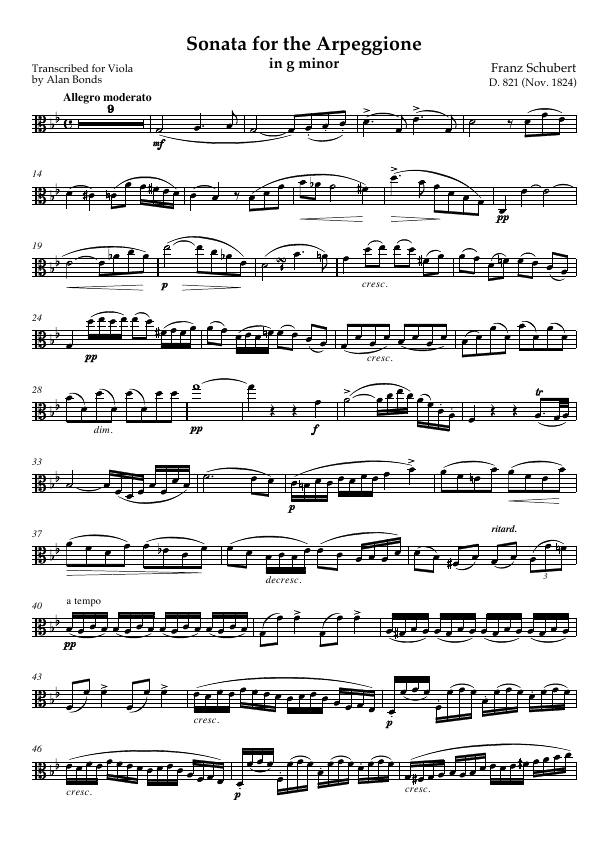 Sonata for the Arpeggione
in g minor
Transcribed for Viola
by Alan Bonds
Franz Schubert
D. 821 (Nov. 1824)
Allegro moderato
9
mf
14
pp
19
p
cresc.
24
pp
cresc.
28
dim.
pp
f
tr
33
p
37
decresc.
ritard.
3
40
a tempo
pp
43
cresc.
p
46
cresc.
p
cresc.